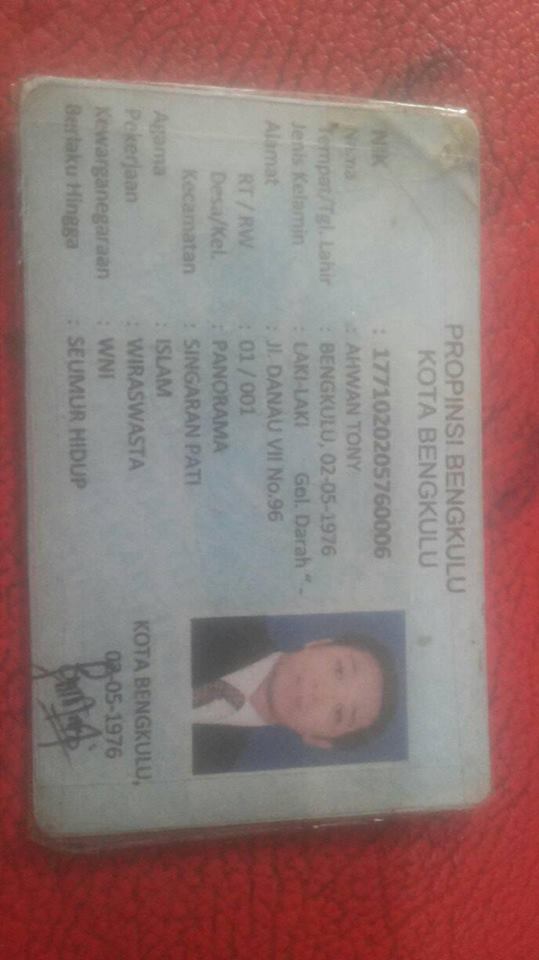 PROPINSI BENGKULU
KOTA BENGKULU
NIK : 1771020205760006
Nama : AHWAN TONY
Tempat/Tgl. Lahir : BENGKULU, 02-05-1976
Jenis Kelamin : LAKI-LAKI Gol. Darah " -
Alamat : Jl. DANAU VII No.96
RT / RW : 01 / 001
Desa/Kel. : PANORAMA
Kecamatan : SINGARAN PATI
Agama : ISLAM
Pekerjaan : WIRASWASTA
Kewarganegaraan : WNI
Berlaku Hingga : SEUMUR HIDUP
KOTA BENGKULU,
02-05-1976